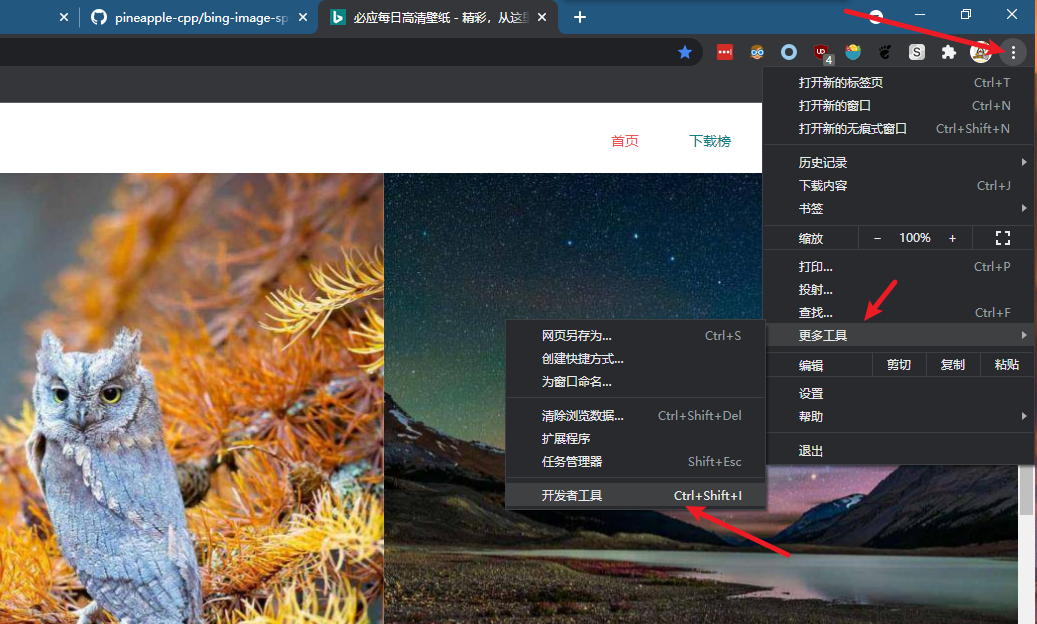 pineapple-cpp/bing-image-sp
必应每日高清壁纸 - 精彩，从这里
4
S
首页
下载榜
打开新的标签页 Ctrl+T
打开新的窗口 Ctrl+N
打开新的无痕式窗口 Ctrl+Shift+N
历史记录
下载内容 Ctrl+J
书签
缩放 − 100% +
打印... Ctrl+P
投射...
查找... Ctrl+F
更多工具
编辑 剪切 复制 粘贴
设置
帮助
退出
网页另存为... Ctrl+S
创建快捷方式...
为窗口命名...
清除浏览数据... Ctrl+Shift+Del
扩展程序
任务管理器 Shift+Esc
开发者工具 Ctrl+Shift+I